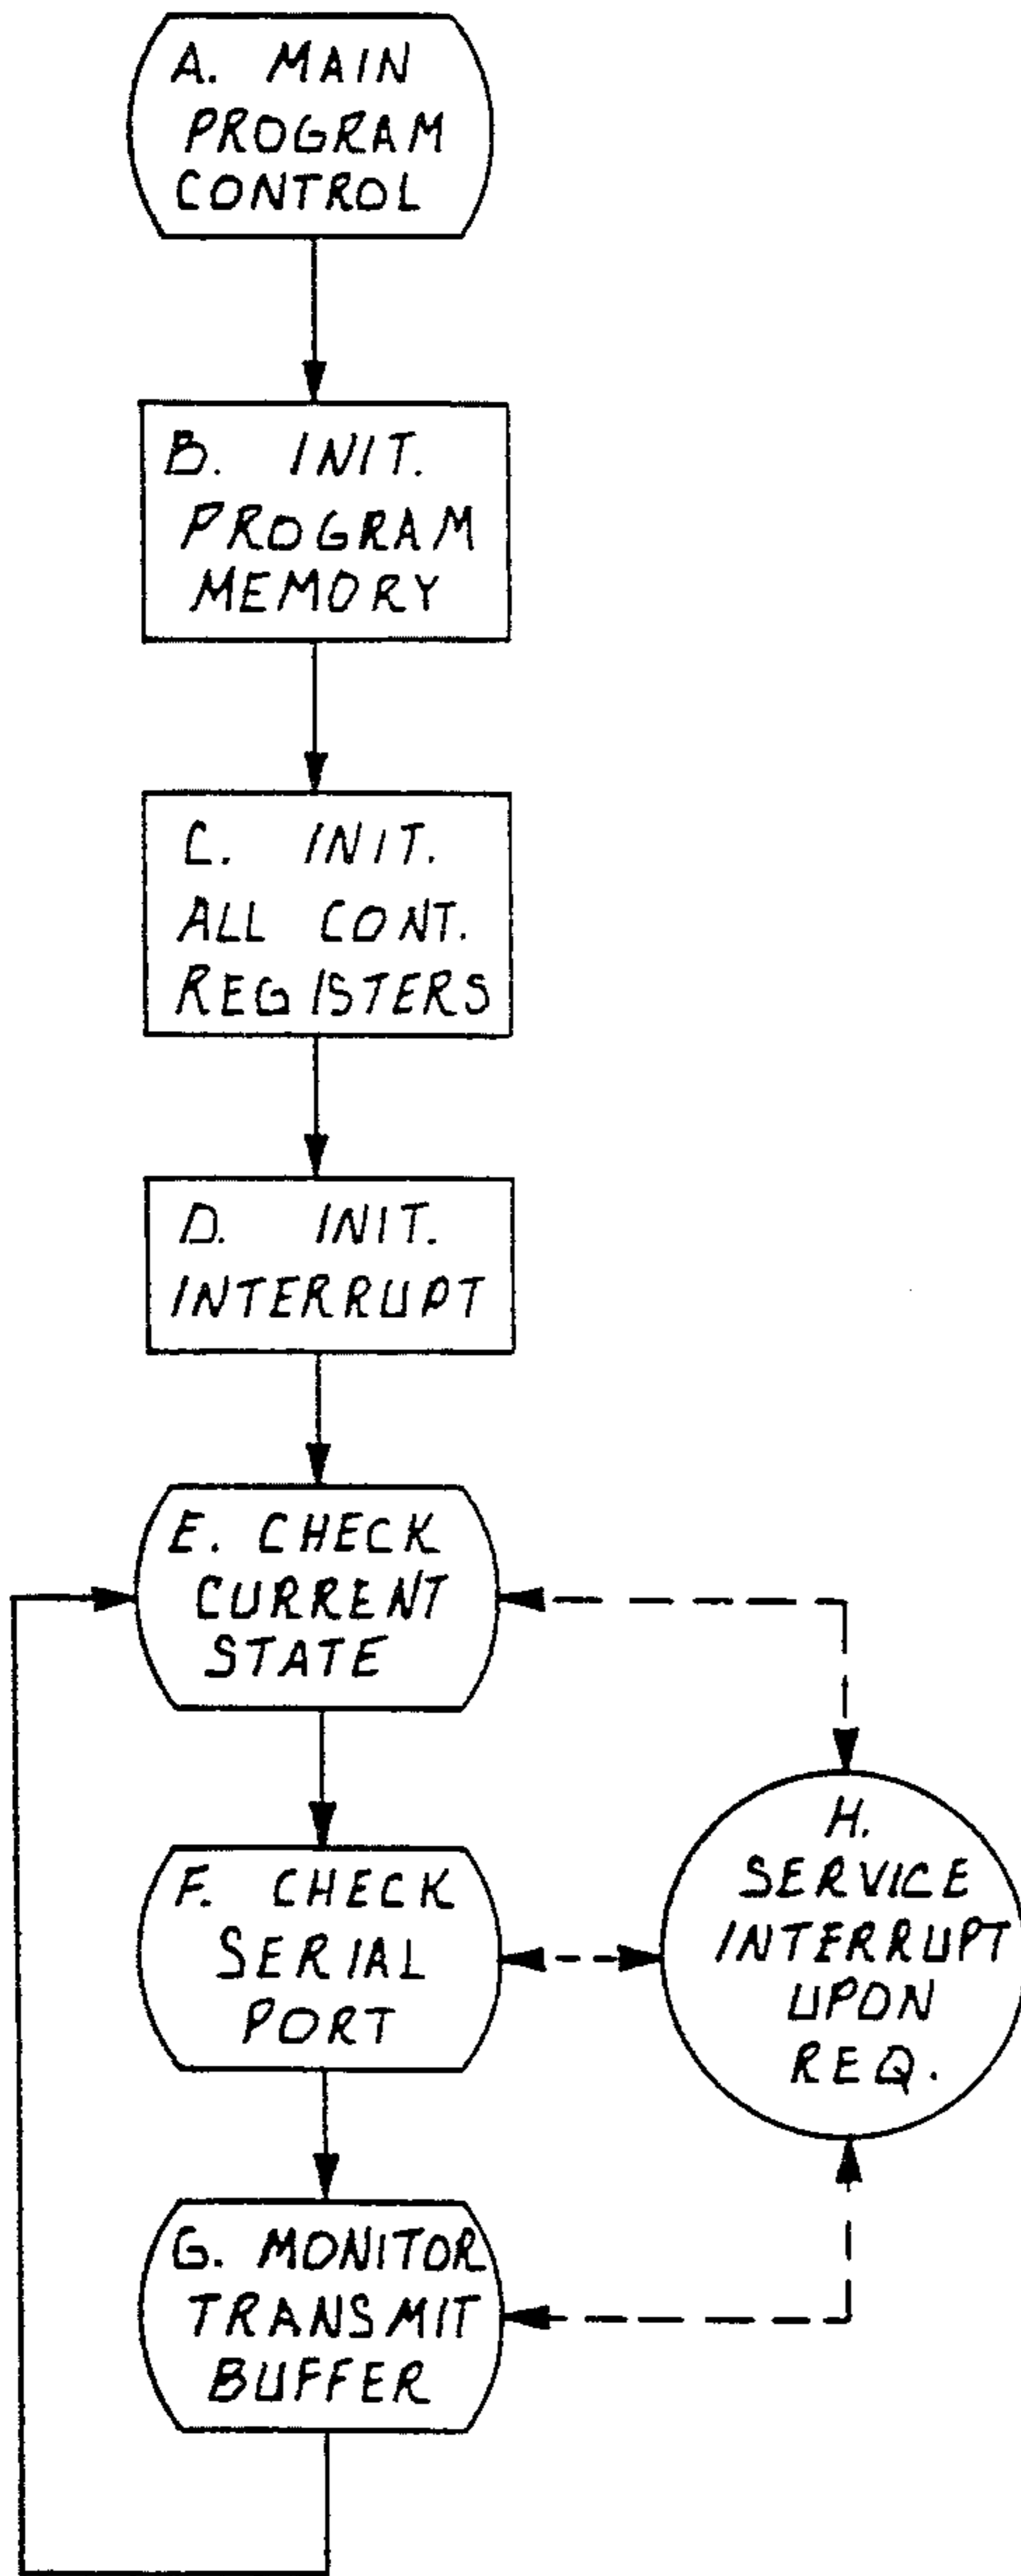 A. MAIN
PROGRAM
CONTROL
B. INIT.
PROGRAM
MEMORY
C. INIT.
ALL CONT.
REGISTERS
D. INIT.
INTERRUPT
E. CHECK
CURRENT
STATE
F. CHECK
SERIAL
PORT
H.
SERVICE
INTERRUPT
UPON
REQ.
G. MONITOR
TRANSMIT
BUFFER